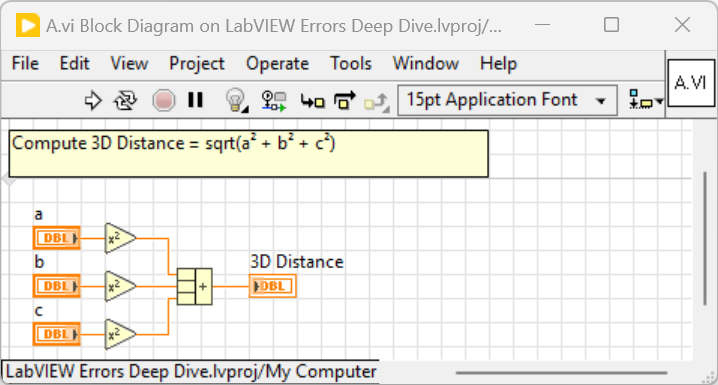 A.vi Block Diagram on LabVIEW Errors Deep Dive.lvproj/...
File Edit View Project Operate Tools Window Help
15pt Application Font
A.VI
Compute 3D Distance = sqrt(a² + b² + c²)
a
DBL x²
b 3D Distance
DBL x² + DBL
c
DBL x²
LabVIEW Errors Deep Dive.lvproj/My Computer